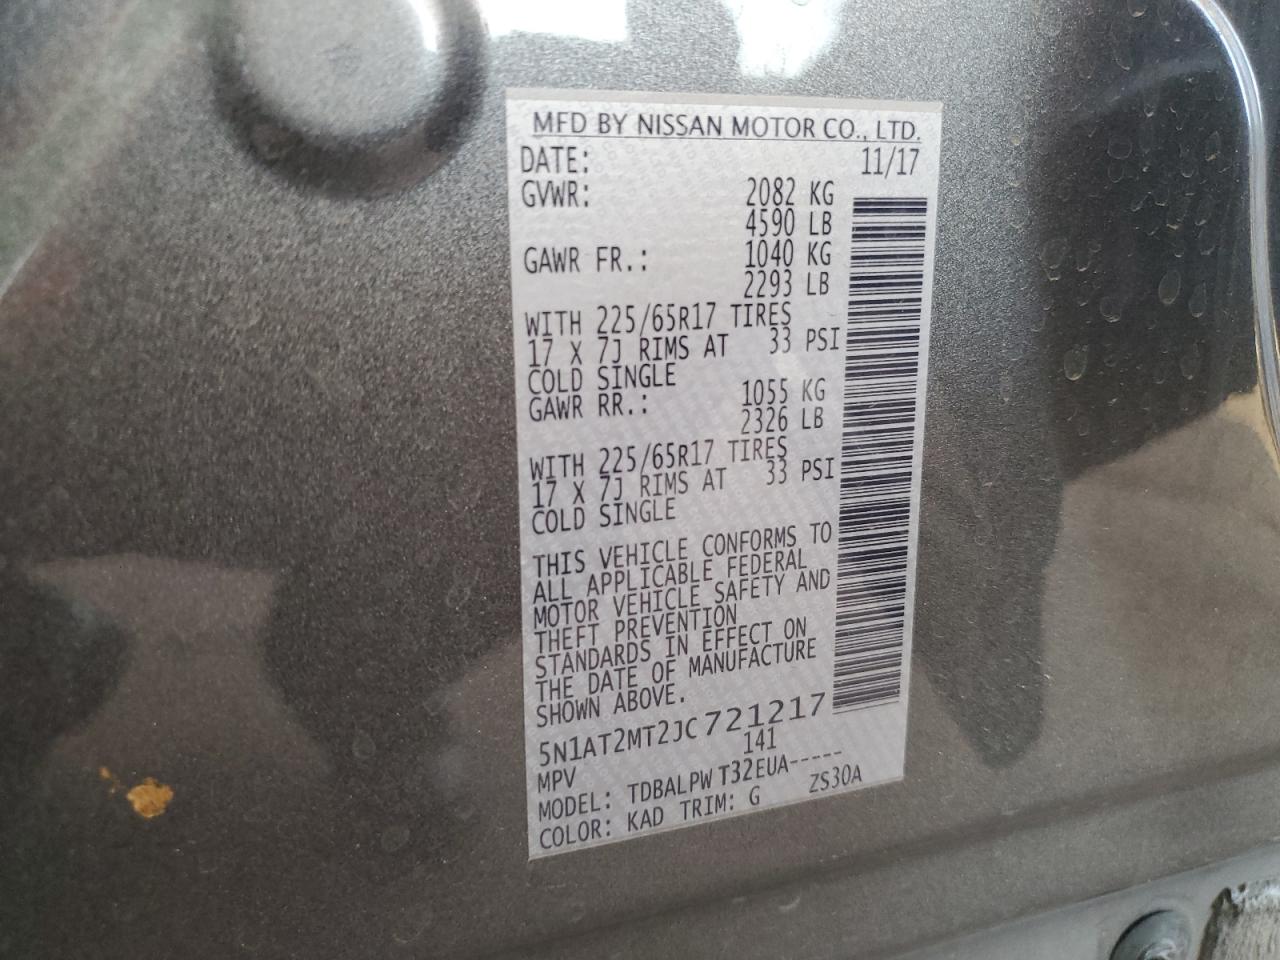 MFD BY NISSAN MOTOR CO., LTD.
DATE: 11/17
GVWR: 2082 KG
4590 LB
GAWR FR.: 1040 KG
2293 LB
WITH 225/65R17 TIRES
17 X 7J RIMS AT 33 PSI
COLD SINGLE
GAWR RR.: 1055 KG
2326 LB
WITH 225/65R17 TIRES
17 X 7J RIMS AT 33 PSI
COLD SINGLE
THIS VEHICLE CONFORMS TO
ALL APPLICABLE FEDERAL
MOTOR VEHICLE SAFETY AND
THEFT PREVENTION
STANDARDS IN EFFECT ON
THE DATE OF MANUFACTURE
SHOWN ABOVE.
5N1AT2MT2JC721217
MPV 141
MODEL: TDBALPW T32EUA-----
COLOR: KAD TRIM: G ZS30A